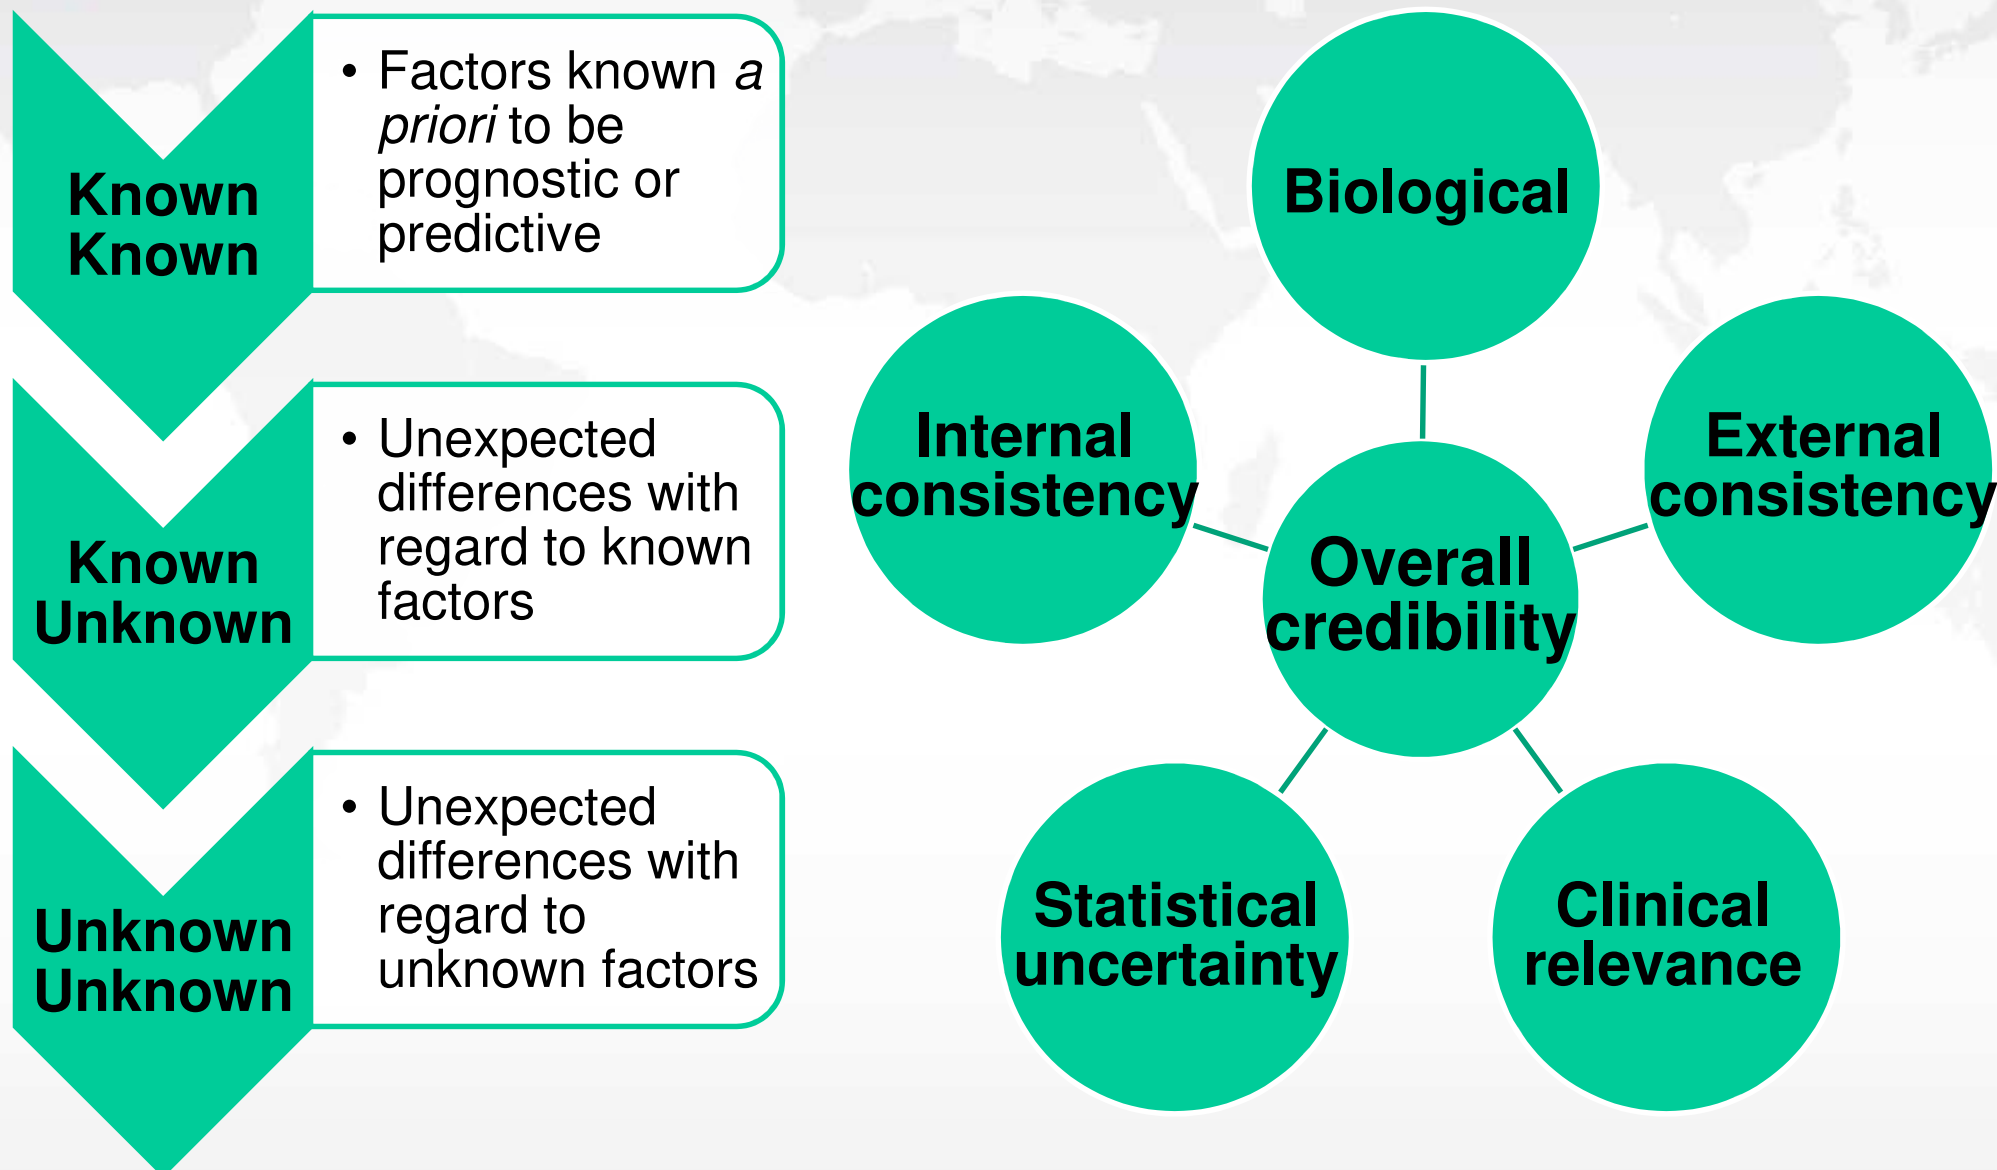 Known
Known
• Factors known a
priori to be
prognostic or
predictive
Known
Unknown
• Unexpected
differences with
regard to known
factors
Unknown
Unknown
• Unexpected
differences with
regard to
unknown factors
Biological
Internal
consistency
External
consistency
Overall
credibility
Statistical
uncertainty
Clinical
relevance